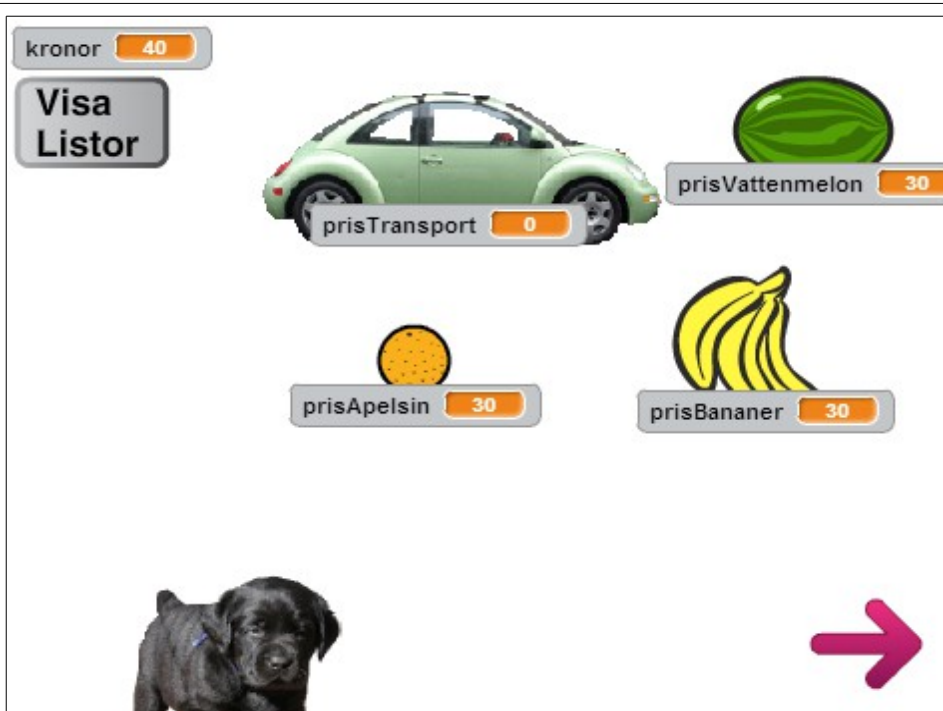 kronor 40
Visa
Listor
prisVattenmelon 30
prisTransport 0
prisApelsin 30
prisBananer 30